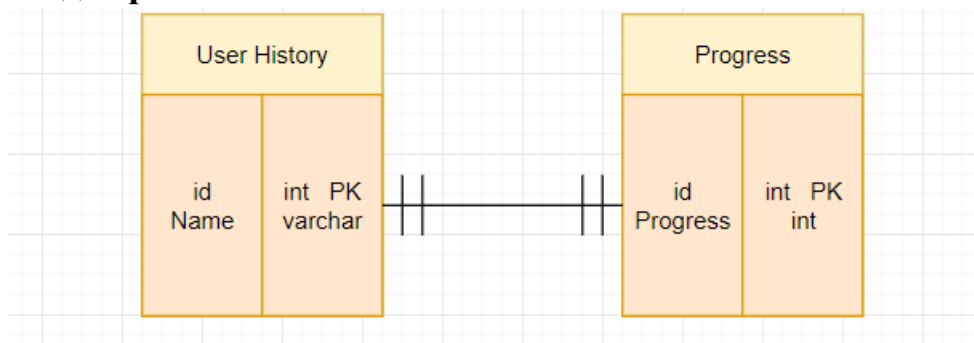 User History
Progress
id int PK
Name varchar
id int PK
Progress int